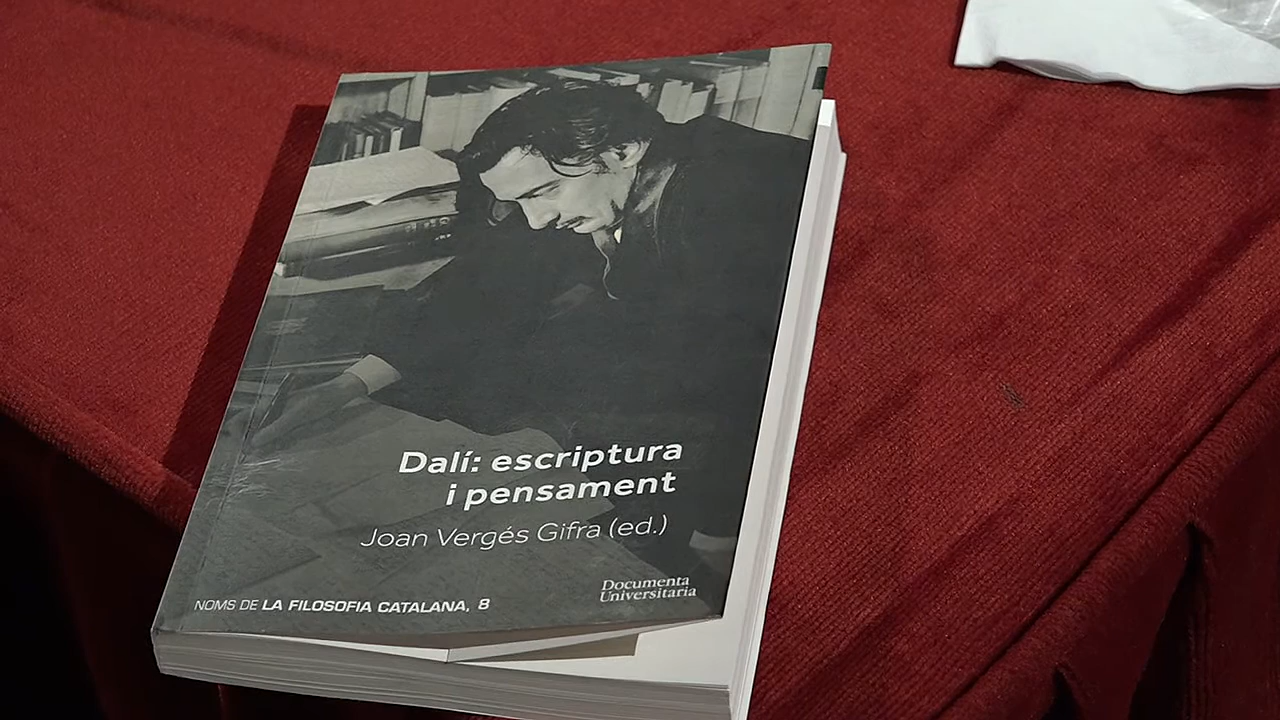 Dalí: escriptura
i pensament
Joan Vergés Gifra (ed.)
Documenta
Universitaria
NOMS DE LA FILOSOFIA CATALANA, 8